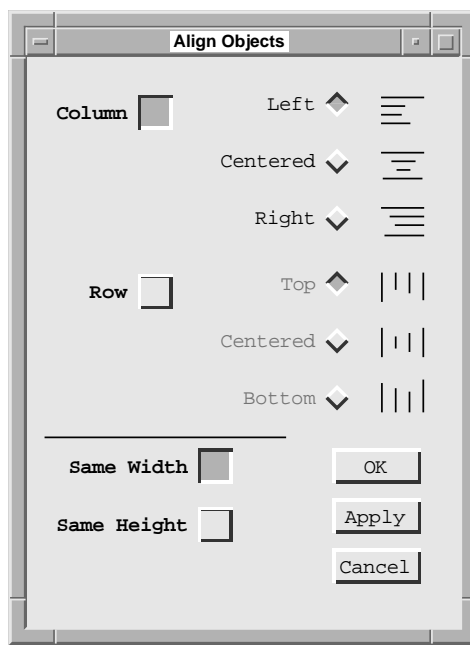 Align Objects
Column
Left
Centered
Right
Row
Top
Centered
Bottom
Same Width
OK
Same Height
Apply
Cancel